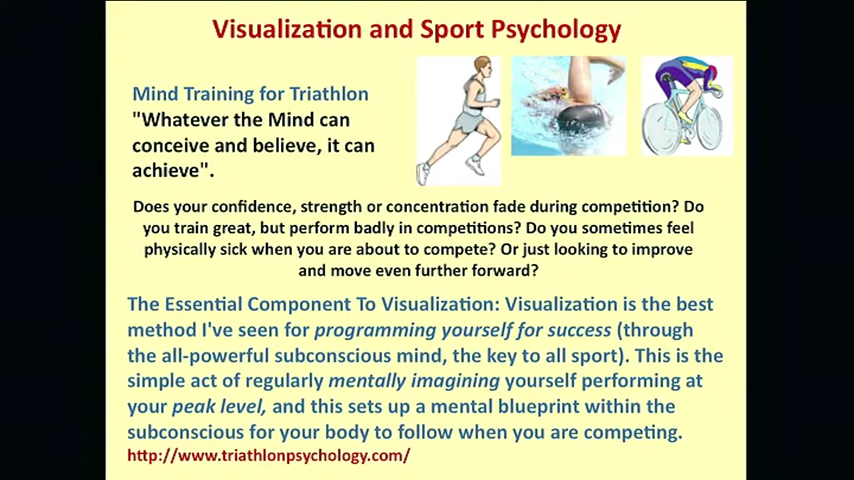 Visualization and Sport Psychology
Mind Training for Triathlon
"Whatever the Mind can
conceive and believe, it can
achieve".
Does your confidence, strength or concentration fade during competition? Do
you train great, but perform badly in competitions? Do you sometimes feel
physically sick when you are about to compete? Or just looking to improve
and move even further forward?
The Essential Component To Visualization: Visualization is the best
method I've seen for programming yourself for success (through
the all-powerful subconscious mind, the key to all sport). This is the
simple act of regularly mentally imagining yourself performing at
your peak level, and this sets up a mental blueprint within the
subconscious for your body to follow when you are competing.
http://www.triathlonpsychology.com/